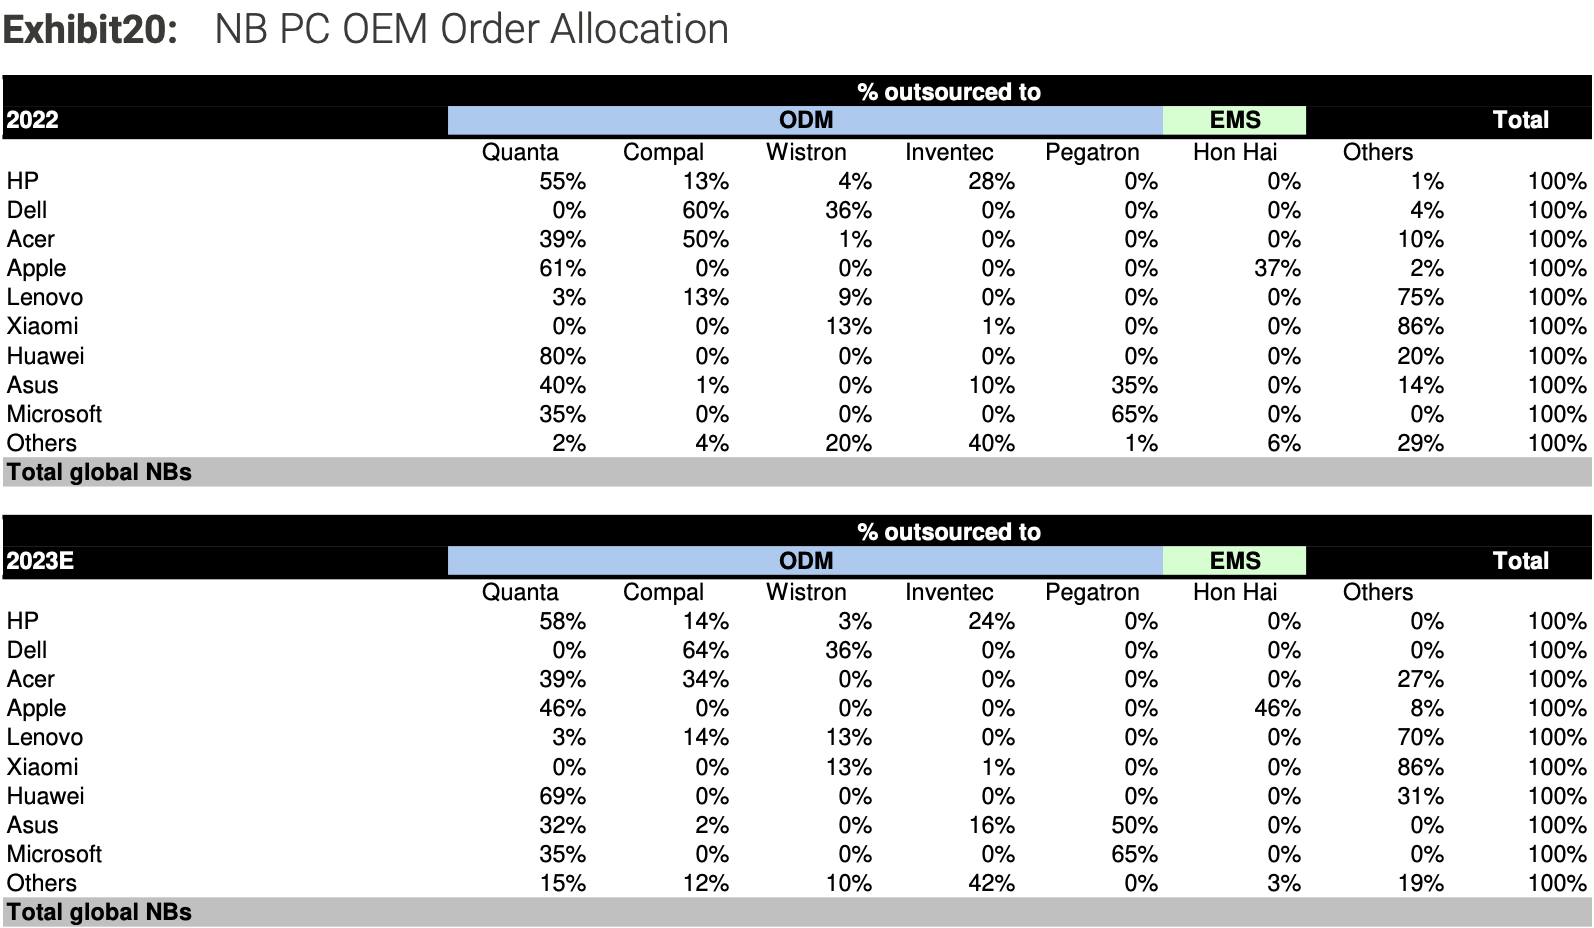 Exhibit20: NB PC OEM Order Allocation
% outsourced to
2022 ODM EMS Total
Quanta Compal Wistron Inventec Pegatron Hon Hai Others
HP 55% 13% 4% 28% 0% 0% 1% 100%
Dell 0% 60% 36% 0% 0% 0% 4% 100%
Acer 39% 50% 1% 0% 0% 0% 10% 100%
Apple 61% 0% 0% 0% 0% 37% 2% 100%
Lenovo 3% 13% 9% 0% 0% 0% 75% 100%
Xiaomi 0% 0% 13% 1% 0% 0% 86% 100%
Huawei 80% 0% 0% 0% 0% 0% 20% 100%
Asus 40% 1% 0% 10% 35% 0% 14% 100%
Microsoft 35% 0% 0% 0% 65% 0% 0% 100%
Others 2% 4% 20% 40% 1% 6% 29% 100%
Total global NBs
% outsourced to
2023E ODM EMS Total
Quanta Compal Wistron Inventec Pegatron Hon Hai Others
HP 58% 14% 3% 24% 0% 0% 0% 100%
Dell 0% 64% 36% 0% 0% 0% 0% 100%
Acer 39% 34% 0% 0% 0% 0% 27% 100%
Apple 46% 0% 0% 0% 0% 46% 8% 100%
Lenovo 3% 14% 13% 0% 0% 0% 70% 100%
Xiaomi 0% 0% 13% 1% 0% 0% 86% 100%
Huawei 69% 0% 0% 0% 0% 0% 31% 100%
Asus 32% 2% 0% 16% 50% 0% 0% 100%
Microsoft 35% 0% 0% 0% 65% 0% 0% 100%
Others 15% 12% 10% 42% 0% 3% 19% 100%
Total global NBs